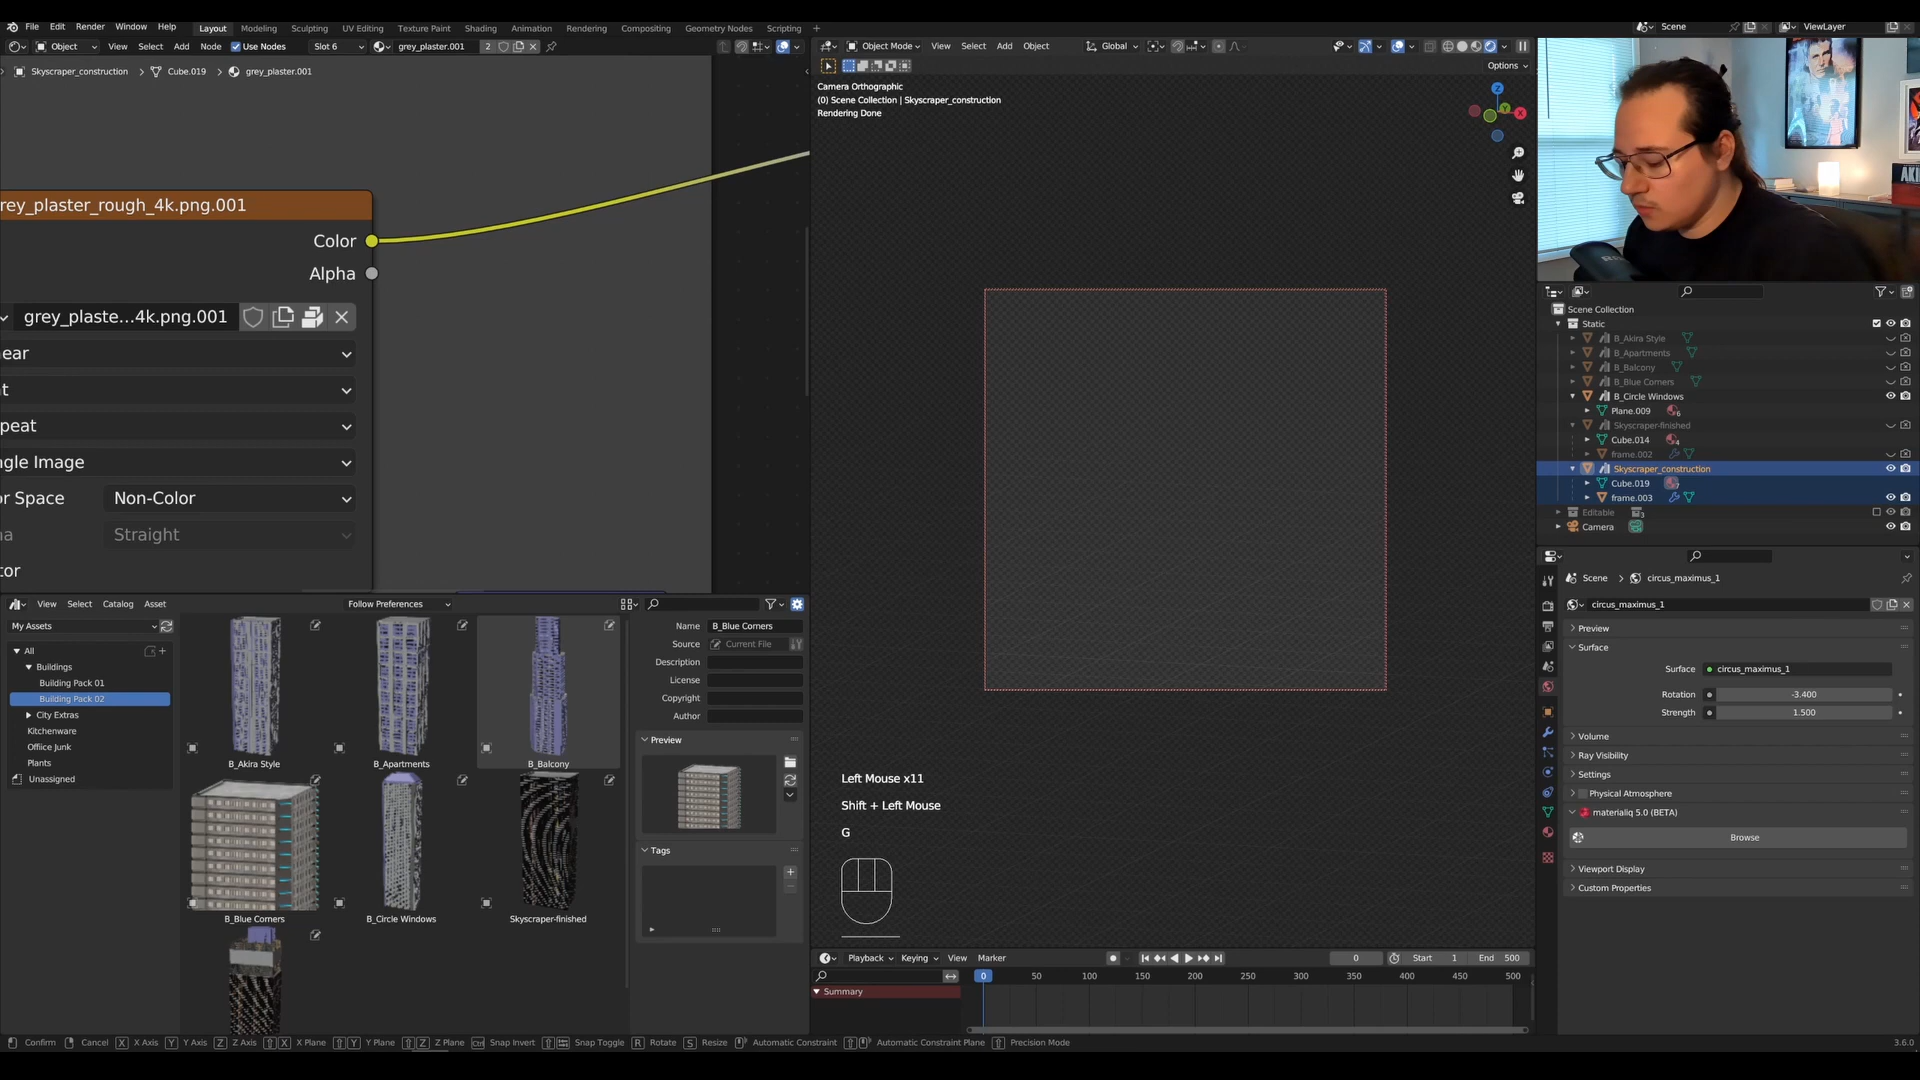 File Edit Render Window Help Layout Modeling Sculpting UV Editing Texture Paint Shading Animation Rendering Compositing Geometry Nodes Scripting + Scene ViewLayer
Object View Select Add Node Use Nodes Slot 6 grey_plaster.001 2
Skyscraper_construction > Cube.019 > grey_plaster.001
rey_plaster_rough_4k.png.001
Color
Alpha
grey_plaste...4k.png.001
ear
t
peat
ngle Image
or Space Non-Color
a Straight
tor
Object Mode View Select Add Object Global
Options
Camera Orthographic
(0) Scene Collection | Skyscraper_construction
Rendering Done
Z
Y
X
Left Mouse x11
Shift + Left Mouse
G
AKI
Scene Collection
Static
B_Akira Style
B_Apartments
B_Balcony
B_Blue Corners
B_Circle Windows
Plane.009 6
Skyscraper-finished
Cube.014 4
frame.002
Skyscraper_construction
Cube.019 7
frame.003
Editable 3
Camera
Scene > circus_maximus_1
circus_maximus_1
Preview
Surface
Surface circus_maximus_1
Rotation -3.400
Strength 1.500
Volume
Ray Visibility
Settings
Physical Atmosphere
materialiq 5.0 (BETA)
Browse
Viewport Display
Custom Properties
View Select Catalog Asset Follow Preferences
My Assets
All
Buildings
Building Pack 01
Building Pack 02
City Extras
Kitchenware
Office Junk
Plants
Unassigned
B_Akira Style B_Apartments B_Balcony
B_Blue Corners B_Circle Windows Skyscraper-finished
Name B_Blue Corners
Source Current File
Description
License
Copyright
Author
Preview
Tags
Playback Keying View Marker 0 Start 1 End 500
0 50 100 150 200 250 300 350 400 450 500
Summary
Confirm Cancel X X Axis Y Y Axis Z Z Axis X X Plane Y Y Plane Z Z Plane Ctrl Snap Invert Snap Toggle R Rotate S Resize Automatic Constraint Automatic Constraint Plane Precision Mode 3.6.0